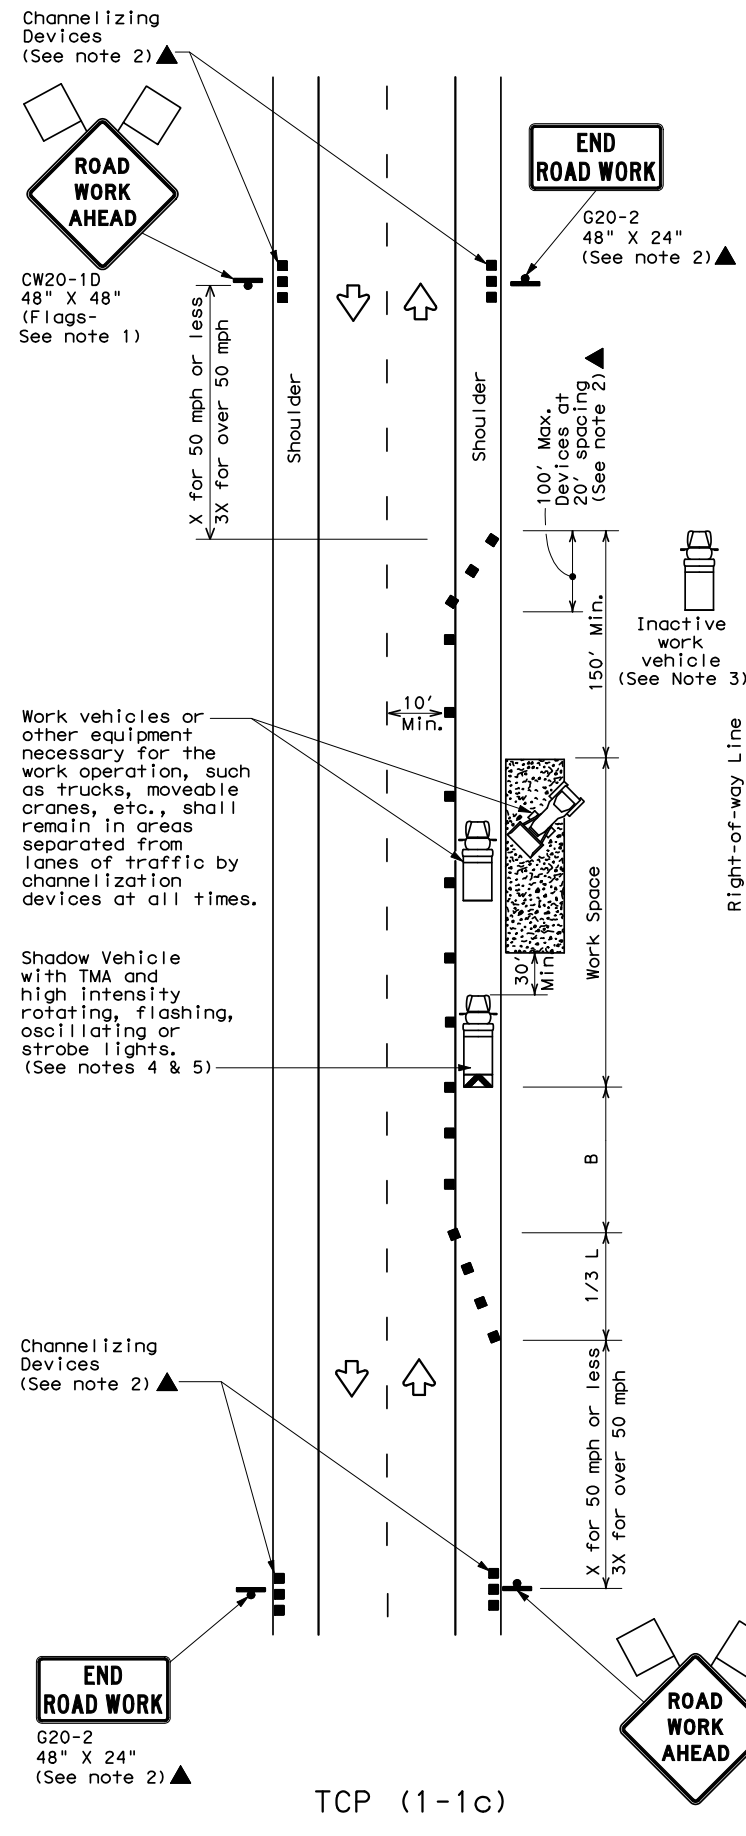 Channelizing
Devices
(See note 2)
ROAD
WORK
AHEAD
END
ROAD WORK
G20-2
48" X 24"
(See note 2)
CW20-1D
48" X 48"
(Flags-
See note 1)
X for 50 mph or less
3X for over 50 mph
Shoulder
Shoulder
100' Max.
Devices at
20' spacing
(See note 2)
150' Min.
Inactive
work
vehicle
(See Note 3)
Right-of-way Line
10'
Min.
Work vehicles or
other equipment
necessary for the
work operation, such
as trucks, moveable
cranes, etc., shall
remain in areas
separated from
lanes of traffic by
channelization
devices at all times.
Work Space
30'
Min.
Shadow Vehicle
with TMA and
high intensity
rotating, flashing,
oscillating or
strobe lights.
(See notes 4 & 5)
B
1/3 L
Channelizing
Devices
(See note 2)
X for 50 mph or less
3X for over 50 mph
END
ROAD WORK
G20-2
48" X 24"
(See note 2)
ROAD
WORK
AHEAD
TCP (1-1c)